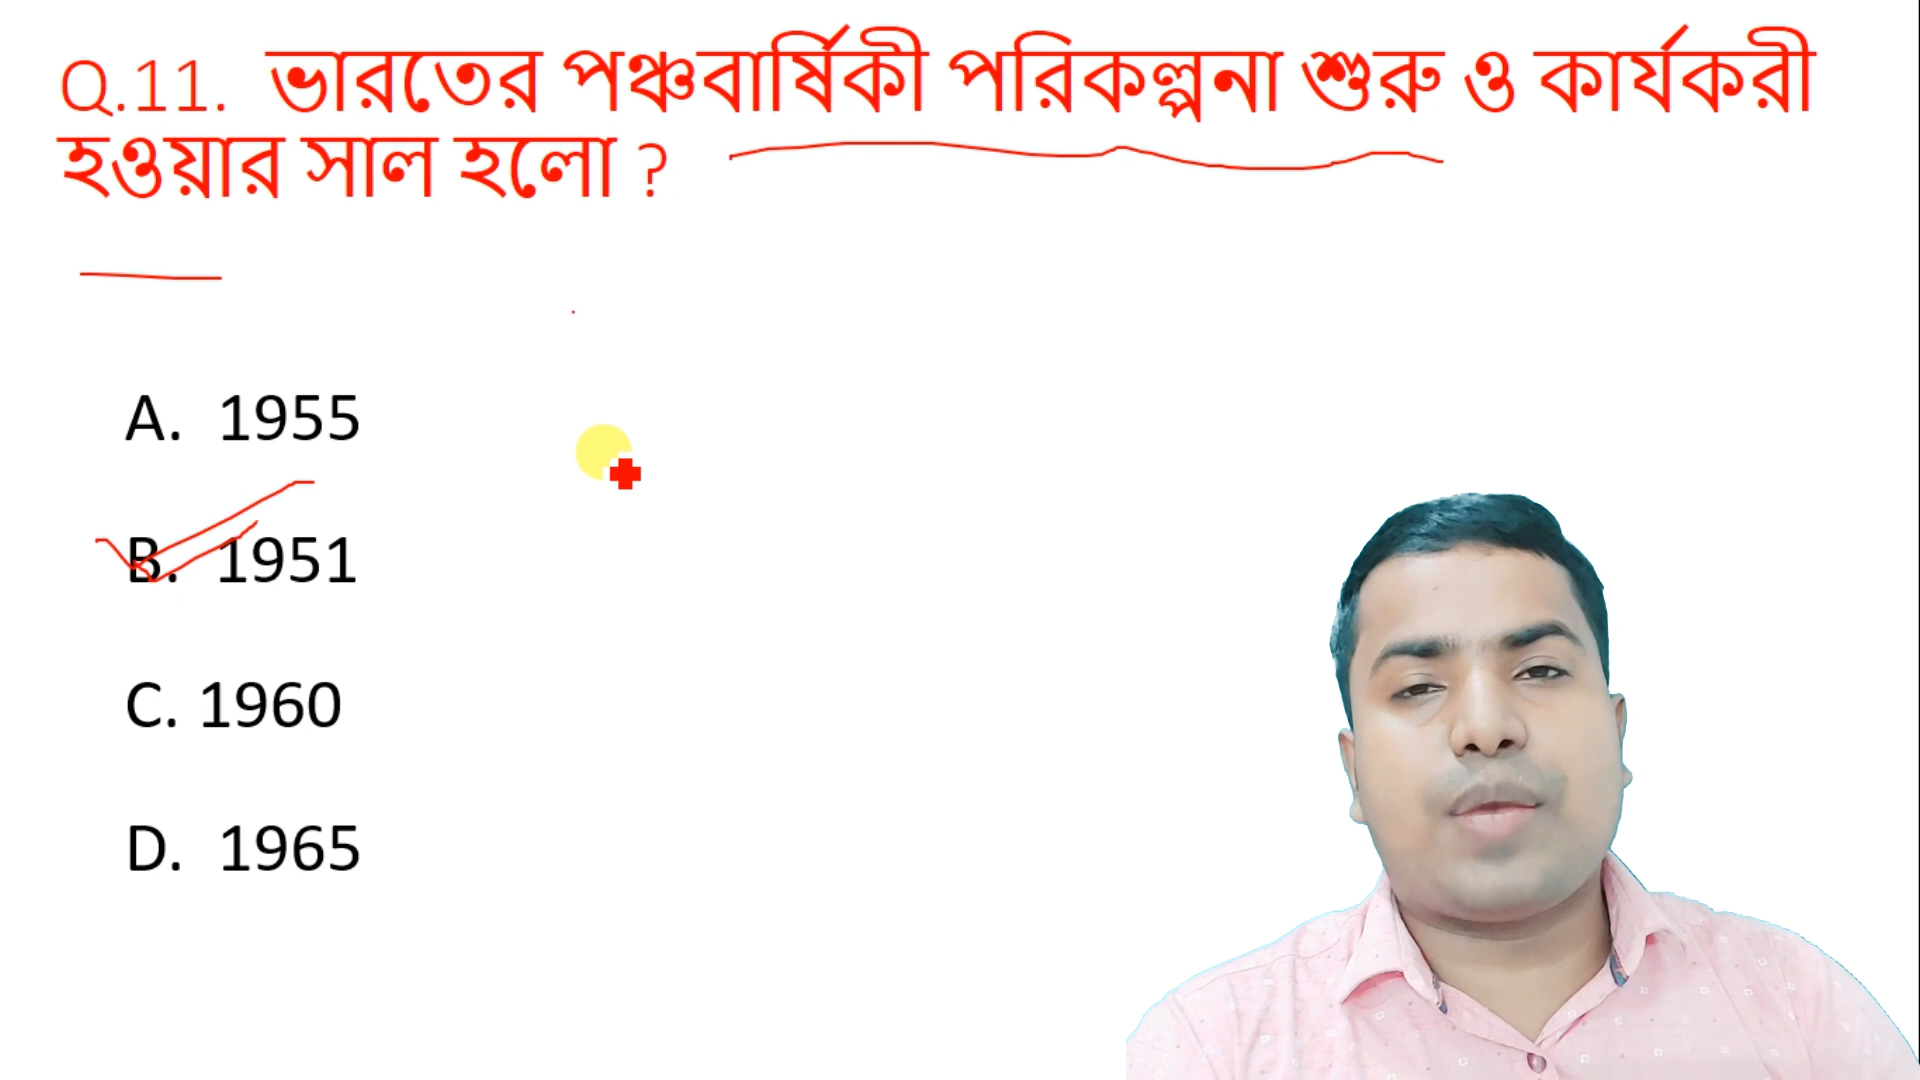 Q.11. ভারতের পঞ্চবার্ষিকী পরিকল্পনা শুরু ও কার্যকরী
হওয়ার সাল হলো ?
A. 1955
B. 1951
C. 1960
D. 1965